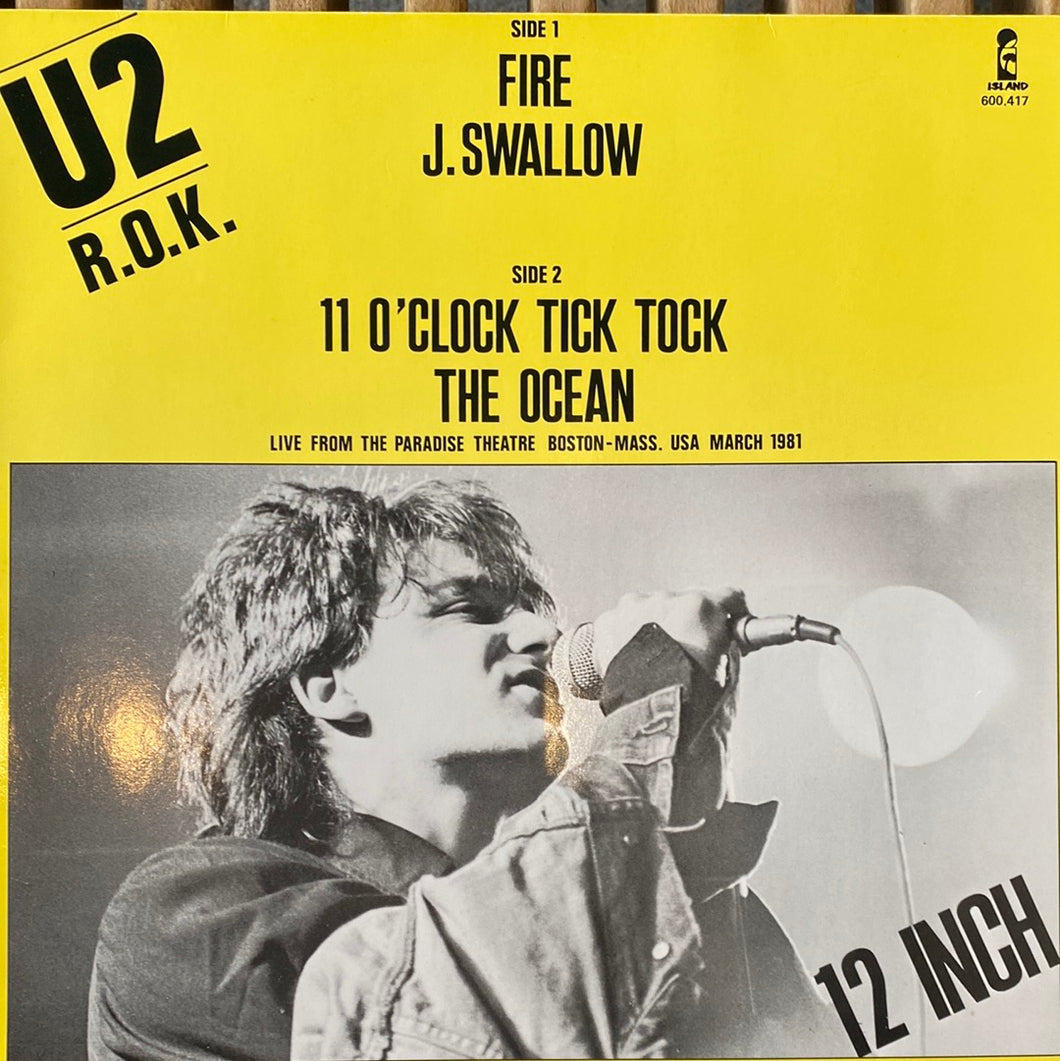 U2
R.O.K.
SIDE 1
FIRE
J. SWALLOW
ISLAND
600.417
SIDE 2
11 O'CLOCK TICK TOCK
THE OCEAN
LIVE FROM THE PARADISE THEATRE BOSTON-MASS. USA MARCH 1981
12 INCH